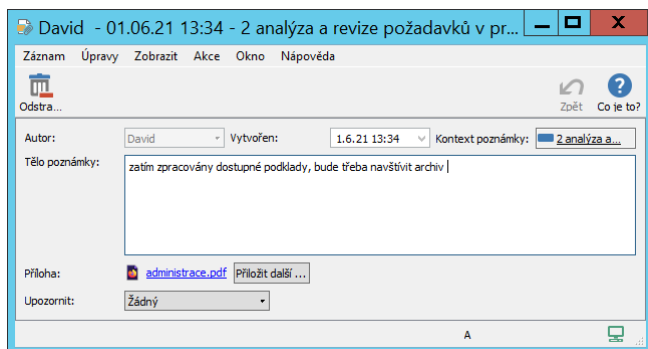 David - 01.06.21 13:34 - 2 analýza a revize požadavků v pr...
Záznam Úpravy Zobrazit Akce Okno Nápověda
Odstra... Zpět Co je to?
Autor: David Vytvořen: 1.6.21 13:34 Kontext poznámky: 2 analýza a...
Tělo poznámky: zatím zpracovány dostupné podklady, bude třeba navštívit archiv
Příloha: administrace.pdf Přiložit další ...
Upozornit: Žádný
A